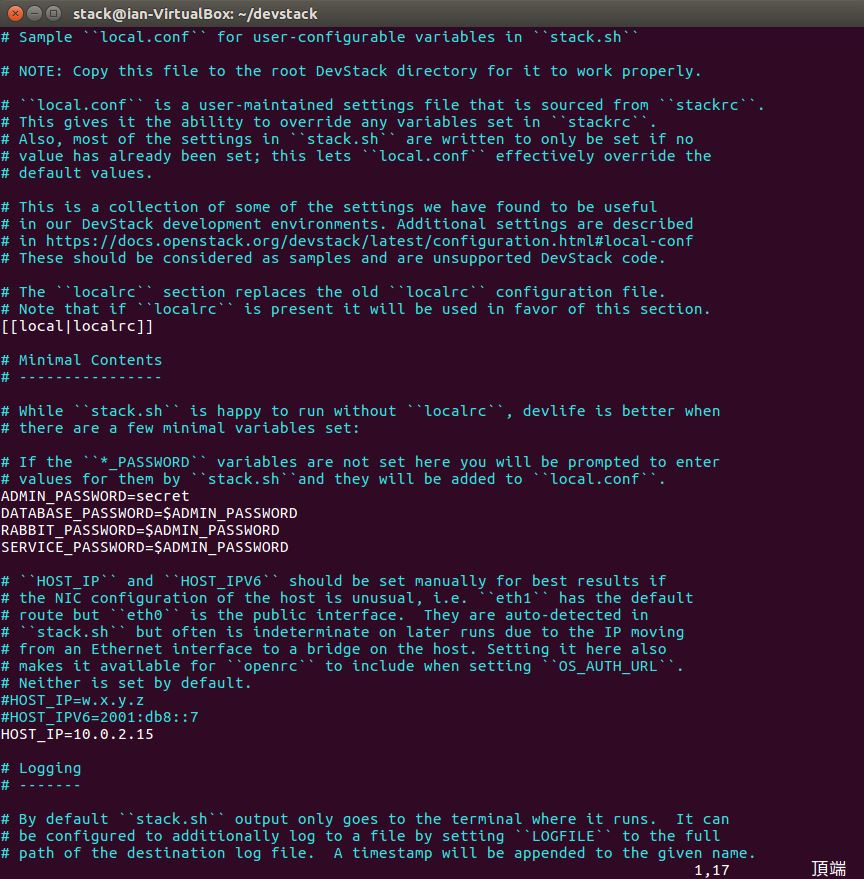 stack@ian-VirtualBox: ~/devstack
# Sample ``local.conf`` for user-configurable variables in ``stack.sh``
# NOTE: Copy this file to the root DevStack directory for it to work properly.
# ``local.conf`` is a user-maintained settings file that is sourced from ``stackrc``.
# This gives it the ability to override any variables set in ``stackrc``.
# Also, most of the settings in ``stack.sh`` are written to only be set if no
# value has already been set; this lets ``local.conf`` effectively override the
# default values.
# This is a collection of some of the settings we have found to be useful
# in our DevStack development environments. Additional settings are described
# in https://docs.openstack.org/devstack/latest/configuration.html#local-conf
# These should be considered as samples and are unsupported DevStack code.
# The ``localrc`` section replaces the old ``localrc`` configuration file.
# Note that if ``localrc`` is present it will be used in favor of this section.
[[local|localrc]]
# Minimal Contents
# ----------------
# While ``stack.sh`` is happy to run without ``localrc``, devlife is better when
# there are a few minimal variables set:
# If the ``*_PASSWORD`` variables are not set here you will be prompted to enter
# values for them by ``stack.sh``and they will be added to ``local.conf``.
ADMIN_PASSWORD=secret
DATABASE_PASSWORD=$ADMIN_PASSWORD
RABBIT_PASSWORD=$ADMIN_PASSWORD
SERVICE_PASSWORD=$ADMIN_PASSWORD
# ``HOST_IP`` and ``HOST_IPV6`` should be set manually for best results if
# the NIC configuration of the host is unusual, i.e. ``eth1`` has the default
# route but ``eth0`` is the public interface.  They are auto-detected in
# ``stack.sh`` but often is indeterminate on later runs due to the IP moving
# from an Ethernet interface to a bridge on the host. Setting it here also
# makes it available for ``openrc`` to include when setting ``OS_AUTH_URL``.
# Neither is set by default.
#HOST_IP=w.x.y.z
#HOST_IPV6=2001:db8::7
HOST_IP=10.0.2.15
# Logging
# -------
# By default ``stack.sh`` output only goes to the terminal where it runs.  It can
# be configured to additionally log to a file by setting ``LOGFILE`` to the full
# path of the destination log file.  A timestamp will be appended to the given name.
1,17 頂端